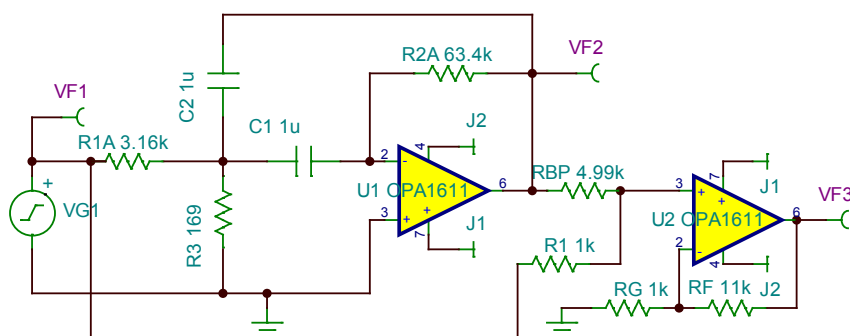 R2A 63.4k
VF2
VF1
C2 1u
C1 1u
J2
R1A 3.16k
2
-
4
RBP 4.99k
+
VG1
U1 OPA1611
6
3
+
+
7
J1
R3 169
3
+
+
7
J1
VF3
U2 OPA1611
6
R1 1k
2
-
4
RG 1k
RF 11k
J2